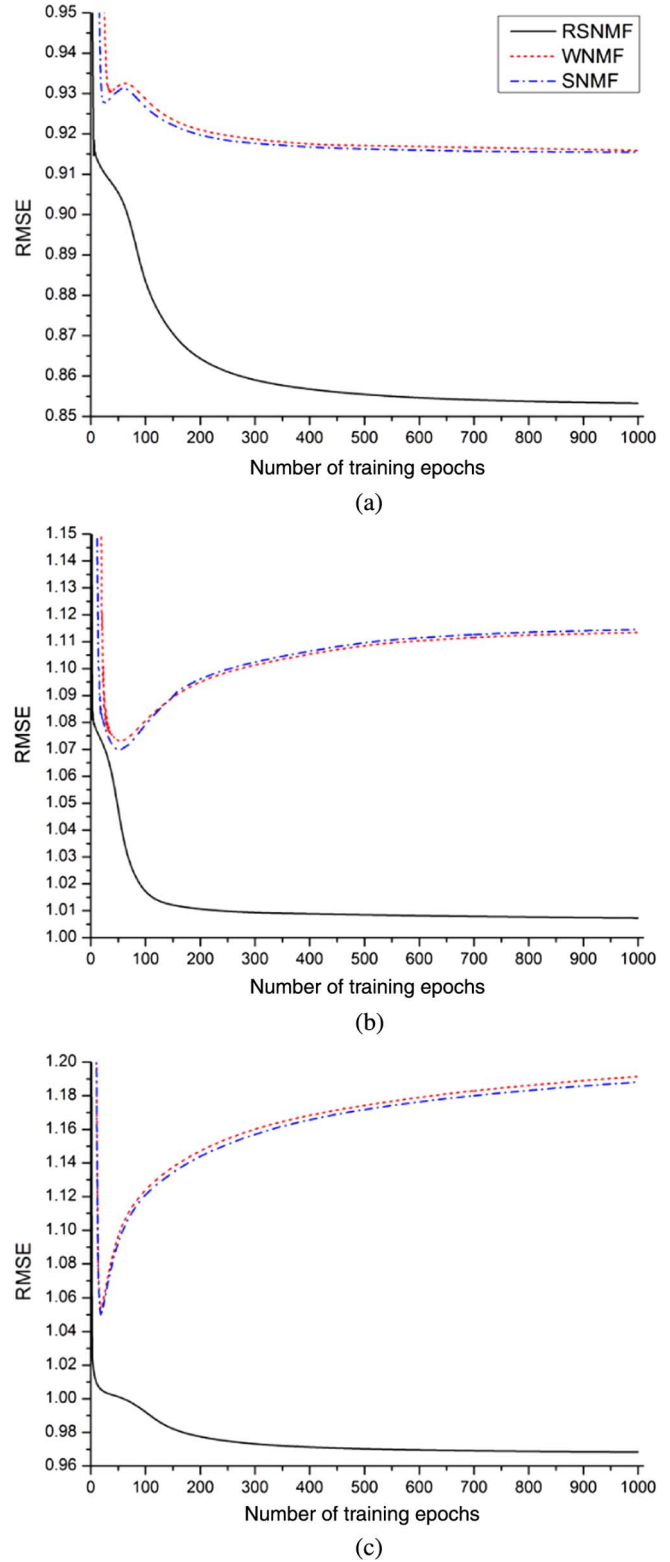 0.95
0.94
0.93
0.92
0.91
0.90
0.89
0.88
0.87
0.86
0.85
RMSE
RSNMF
WNMF
SNMF
0 100 200 300 400 500 600 700 800 900 1000
Number of training epochs
(a)
1.15
1.14
1.13
1.12
1.11
1.10
1.09
1.08
1.07
1.06
1.05
1.04
1.03
1.02
1.01
1.00
RMSE
0 100 200 300 400 500 600 700 800 900 1000
Number of training epochs
(b)
1.20
1.18
1.16
1.14
1.12
1.10
1.08
1.06
1.04
1.02
1.00
0.98
0.96
RMSE
0 100 200 300 400 500 600 700 800 900 1000
Number of training epochs
(c)